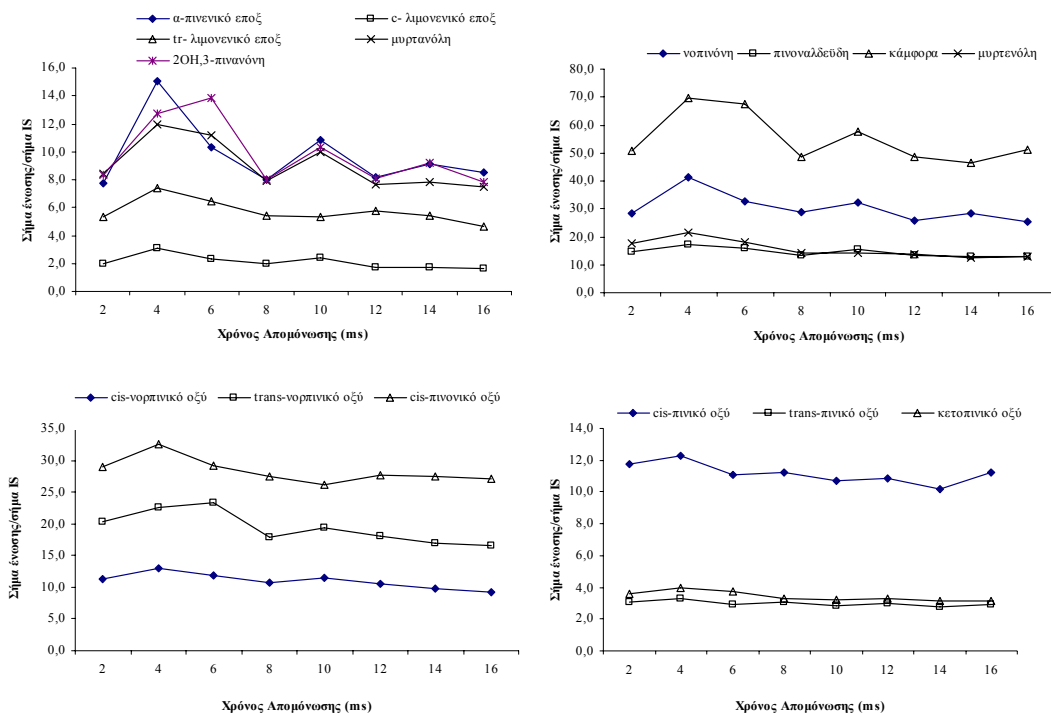 α-πινενικό εποξ c- λιμονενικό εποξ
tr- λιμονενικό εποξ μυρτανόλη
2OH,3-πινανόνη
16,0
14,0
12,0
10,0
8,0
6,0
4,0
2,0
0,0
Σήμα ένωσης/σήμα IS
2 4 6 8 10 12 14 16
Χρόνος Απομόνωσης (ms)
νοπινόνη πινοναλδεϋδη κάμφορα μυρτενόλη
80,0
70,0
60,0
50,0
40,0
30,0
20,0
10,0
0,0
Σήμα ένωσης/σήμα IS
2 4 6 8 10 12 14 16
Χρόνος Απομόνωσης (ms)
cis-νορπινικό οξύ trans-νορπινικό οξύ cis-πινονικό οξύ
35,0
30,0
25,0
20,0
15,0
10,0
5,0
0,0
Σήμα ένωσης/σήμα IS
2 4 6 8 10 12 14 16
Χρόνος Απομόνωσης (ms)
cis-πινικό οξύ trans-πινικό οξύ κετοπινικό οξύ
14,0
12,0
10,0
8,0
6,0
4,0
2,0
0,0
Σήμα ένωσης/σήμα IS
2 4 6 8 10 12 14 16
Χρόνος Απομόνωσης (ms)